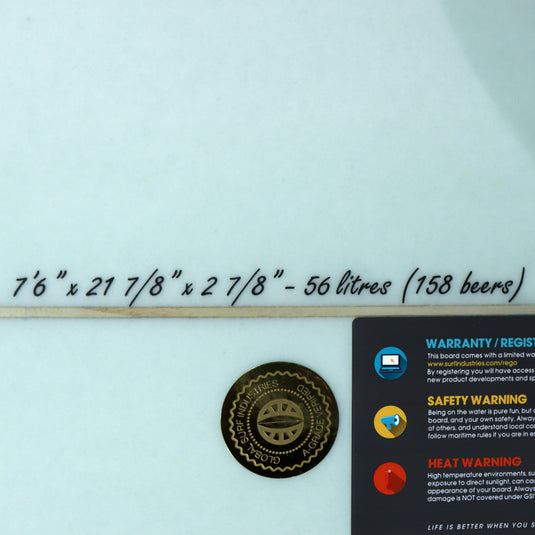 7'6" x 21 7/8" x 2 7/8" - 56 litres (158 beers)
WARRANTY / REGIST
This board comes with a limited wa
www.surfindustries.com/rego
By registering you will have access
new product developments and sp
SAFETY WARNING
Being on the water is pure fun, but
board, and your own safety. Alway
of others, and understand local con
follow maritime rules if you are in
HEAT WARNING
High temperature environments, su
exposure to direct sunlight, can cau
appearance of your board. Always
damage is NOT covered under GSI
LIFE IS BETTER WHEN YOU S
GLOBAL SURF INDUSTRIES
A-GRADE VERIFIED